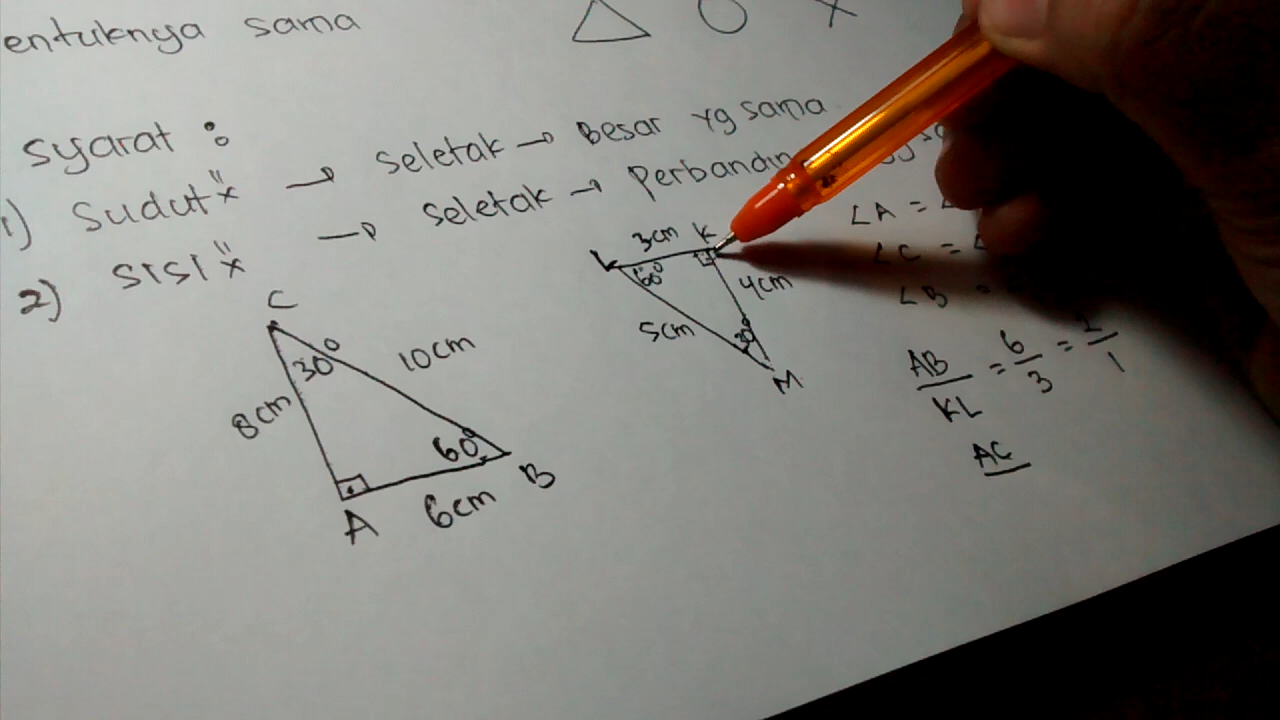 entuknya sama
Syarat :
1) Sudut"x → seletak → Besar yg sama
2) sisi"x → seletak → Perbandin
C
30°
10cm
8cm
60°
A
6cm
B
3cm
K
60°
4cm
5cm
30°
M
∠A =
∠C =
∠B =
AB/KL = 6/3 = 2/1
AC